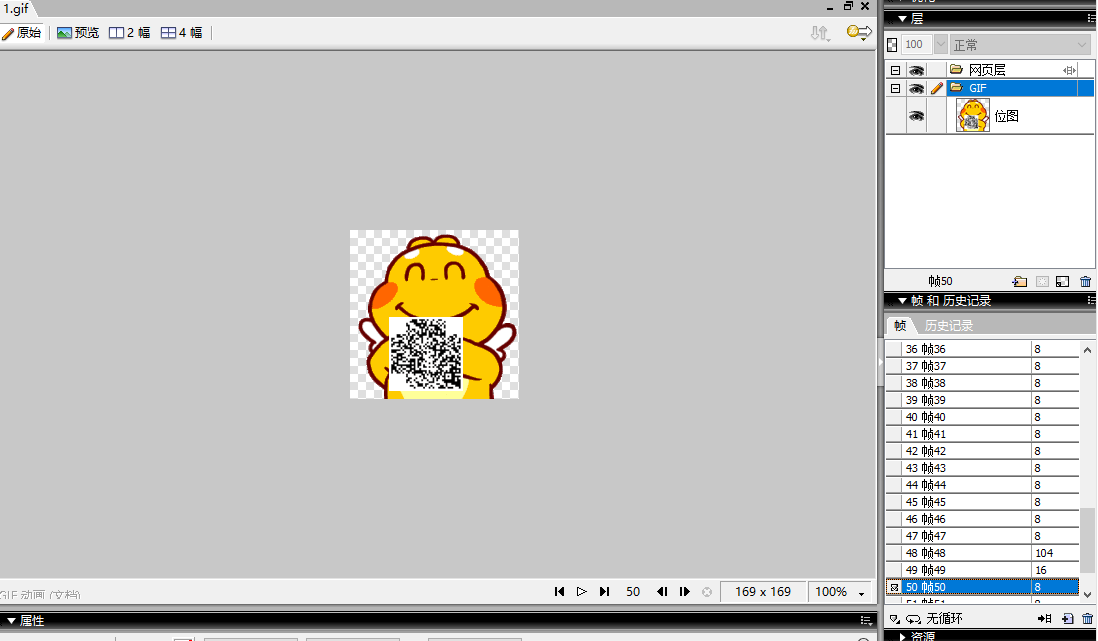 1.gif
原始 预览 2 幅 4 幅
层
100 正常
网页层
GIF
位图
帧50
帧 和 历史记录
帧 历史记录
36 帧36 8
37 帧37 8
38 帧38 8
39 帧39 8
40 帧40 8
41 帧41 8
42 帧42 8
43 帧43 8
44 帧44 8
45 帧45 8
46 帧46 8
47 帧47 8
48 帧48 104
49 帧49 16
50 帧50 8
51 帧51 8
无循环
资源
GIF 动画 (文档)
50 169 x 169 100%
属性